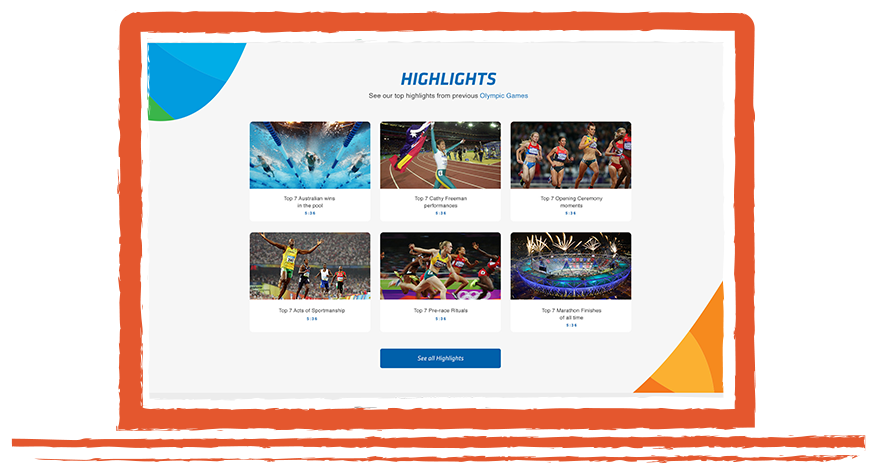 HIGHLIGHTS
See our top highlights from previous Olympic Games
Top 7 Australian wins
in the pool
5:36
Top 7 Cathy Freeman
performances
5:36
Top 7 Opening Ceremony
moments
5:36
Top 7 Acts of Sportmanship
5:36
Top 7 Pre-race Rituals
5:36
Top 7 Marathon Finishes
of all time
5:36
See all Highlights